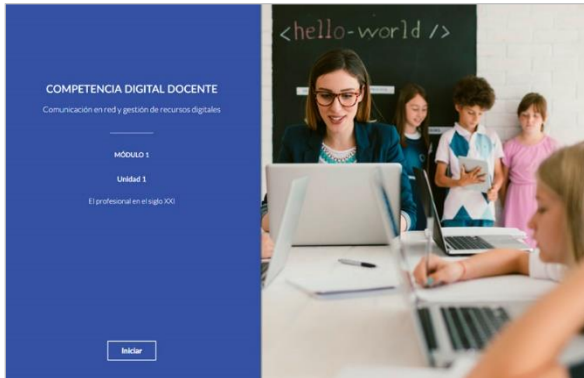 COMPETENCIA DIGITAL DOCENTE
Comunicación en red y gestión de recursos digitales
MÓDULO 1
Unidad 1
El profesional en el siglo XXI
Iniciar
<hello-world />